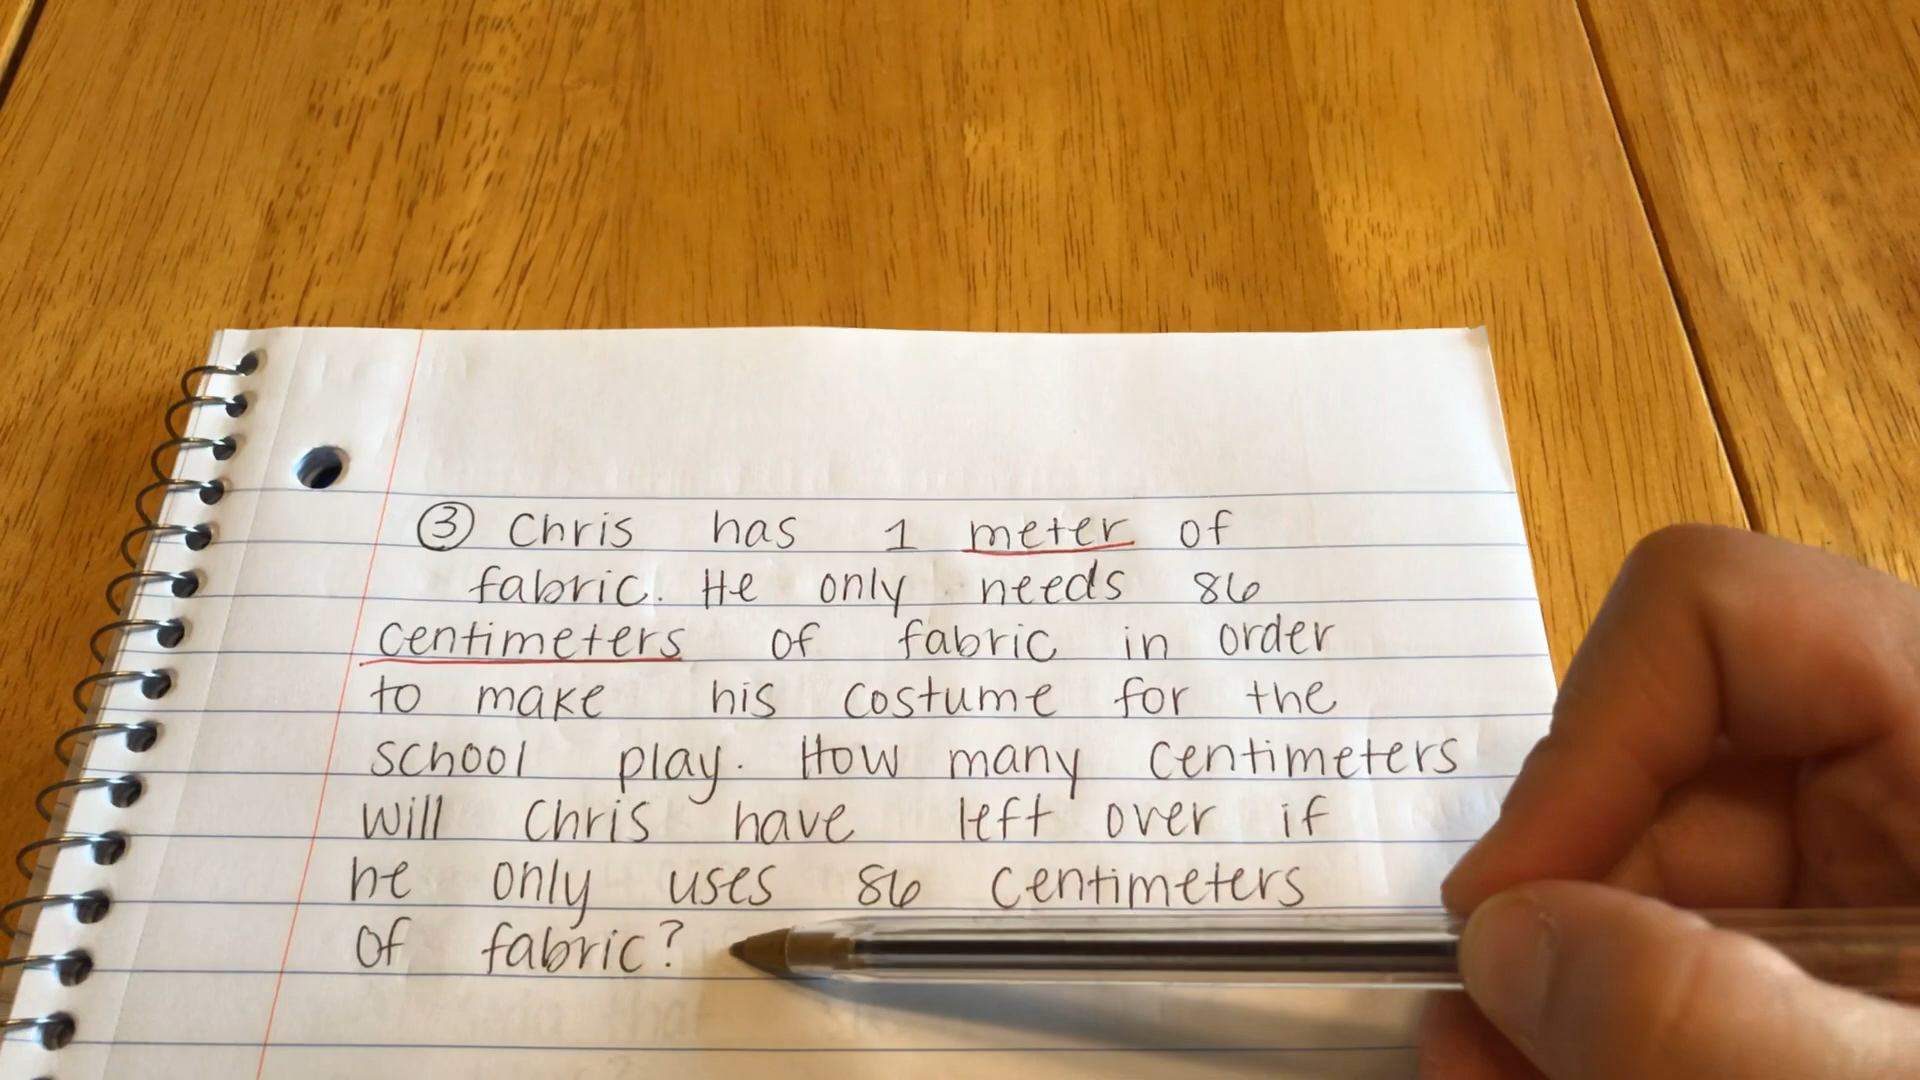 ③ Chris has 1 meter of
fabric. He only needs 86
centimeters of fabric in order
to make his costume for the
school play. How many centimeters
will Chris have left over if
he only uses 86 centimeters
of fabric?